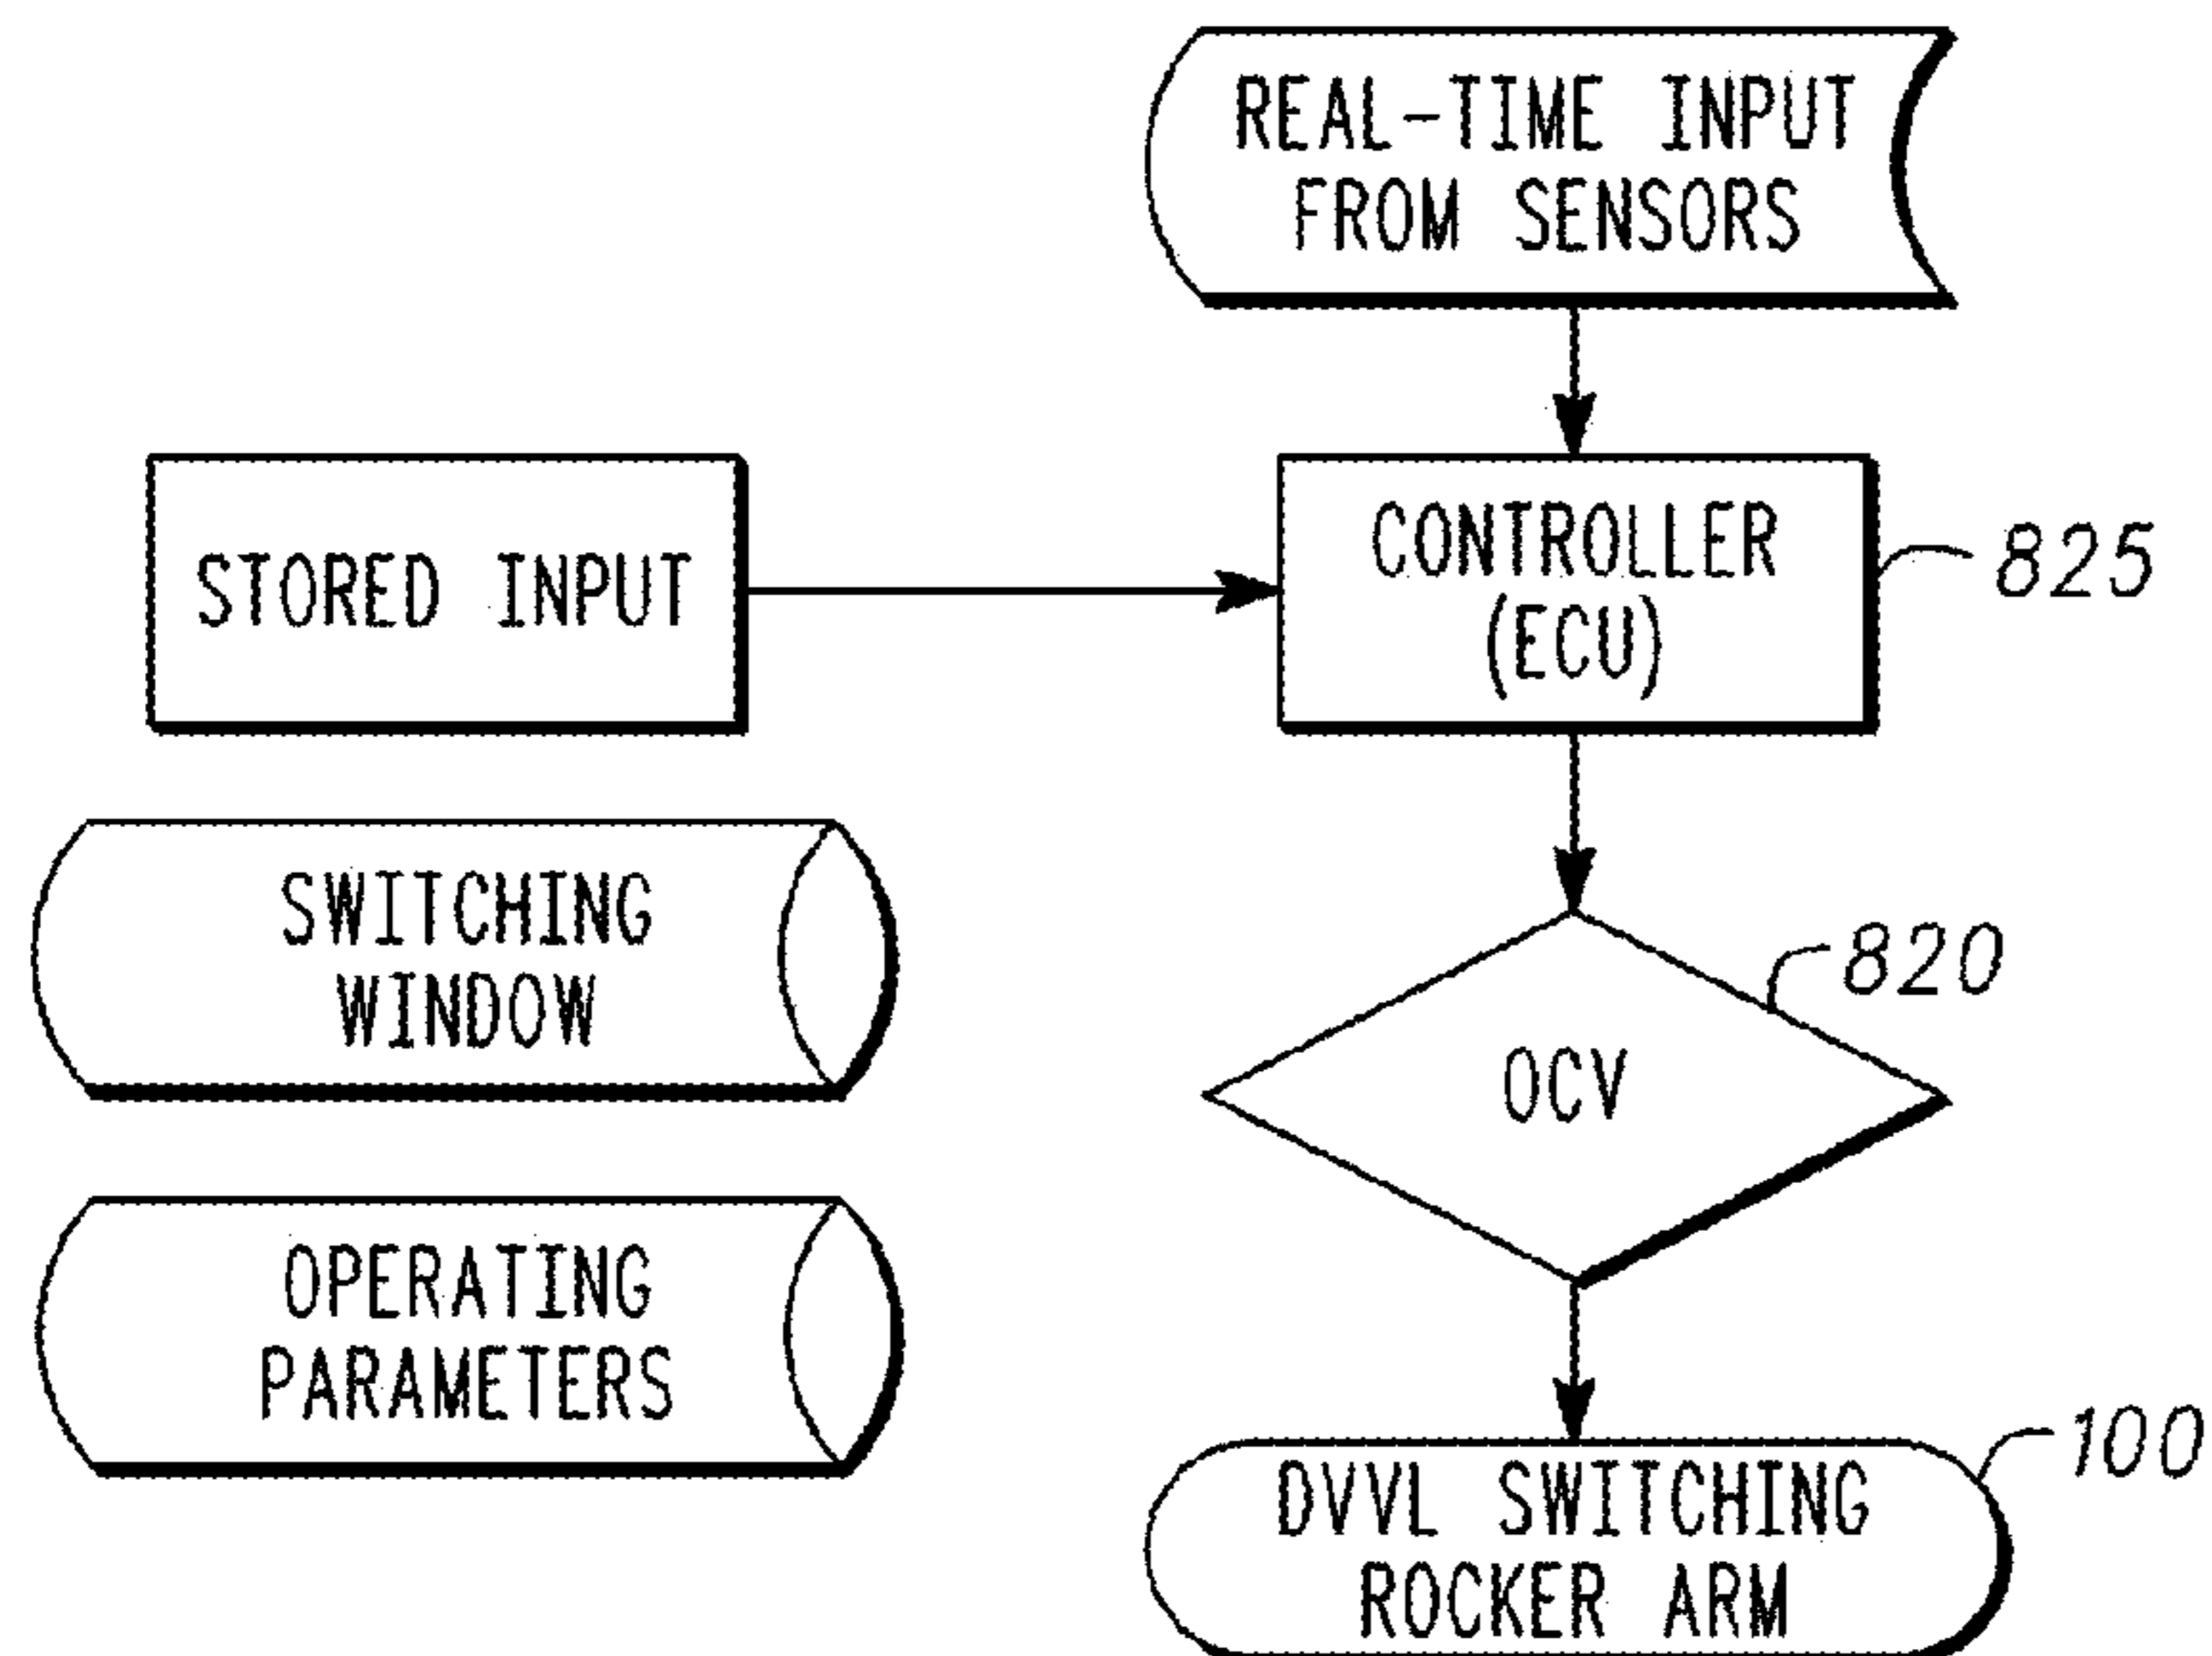 REAL-TIME INPUT
FROM SENSORS
STORED INPUT
CONTROLLER
(ECU)
825
SWITCHING
WINDOW
820
OCV
OPERATING
PARAMETERS
100
DVVL SWITCHING
ROCKER ARM